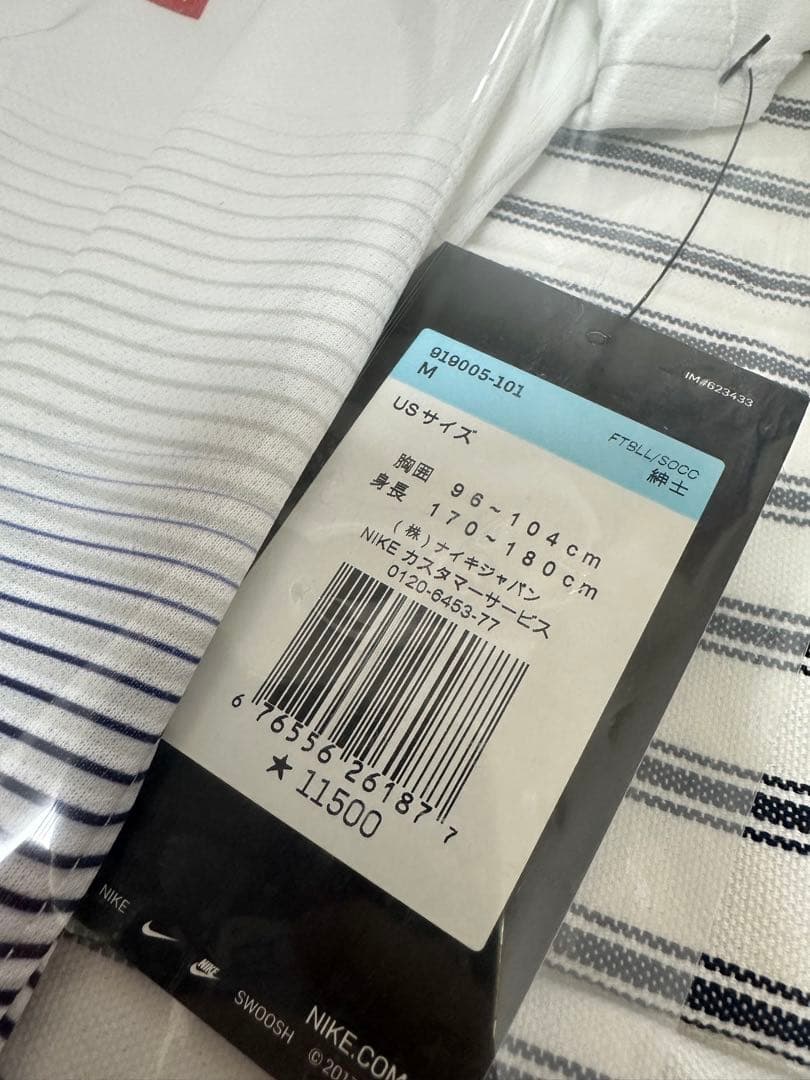 919005-101
M
IM#623433
FTBLL/SOCC
USサイズ
紳士
胸囲 96~104cm
身長 170~180cm
(株)ナイキジャパン
NIKE カスタマーサービス
0120-6453-77
6 76556 26187 7
★ 11500
NIKE
NIKE
SWOOSH
NIKE.COM